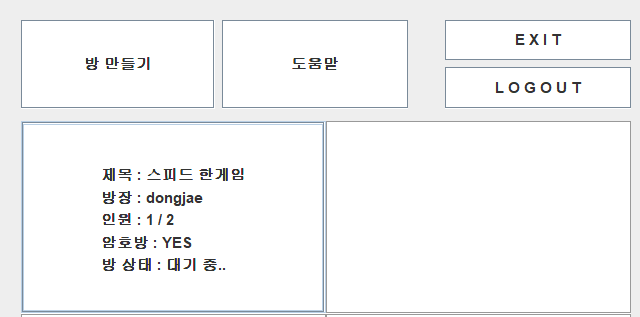 방 만들기
도움말
EXIT
LOGOUT
제목 : 스피드 한게임
방장 : dongjae
인원 : 1 / 2
암호방 : YES
방 상태 : 대기 중..